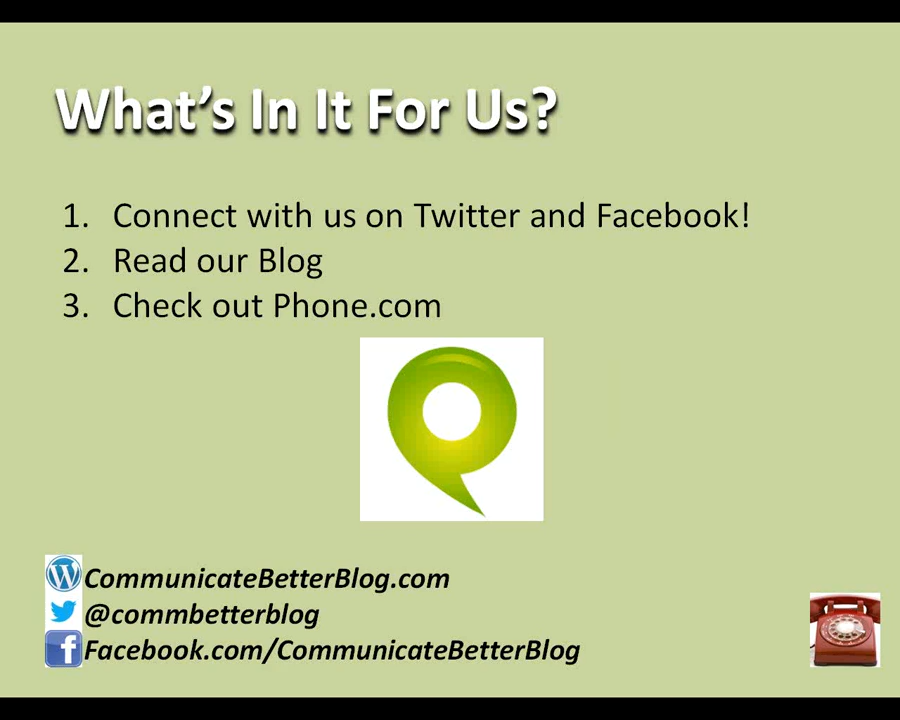 What's In It For Us?
1. Connect with us on Twitter and Facebook!
2. Read our Blog
3. Check out Phone.com
CommunicateBetterBlog.com
@commbetterblog
Facebook.com/CommunicateBetterBlog